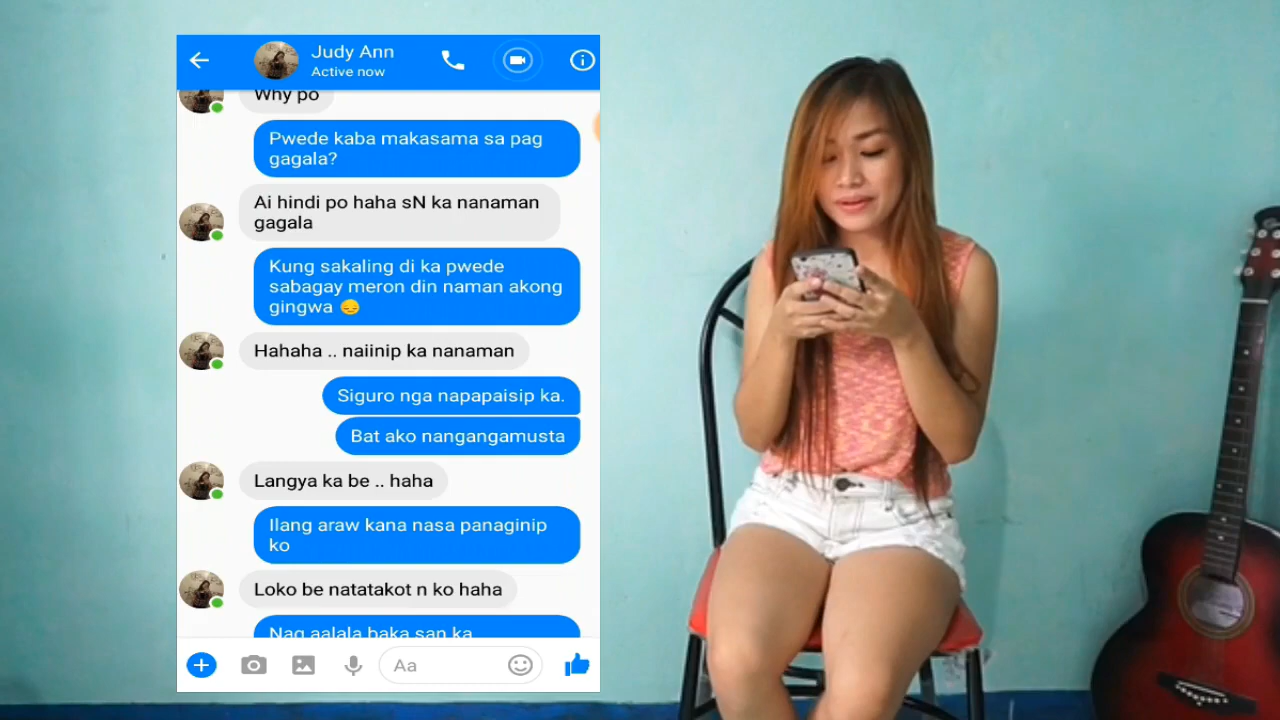 Judy Ann
Active now
Why po
Pwede kaba makasama sa pag
gagala?
Ai hindi po haha sN ka nanaman
gagala
Kung sakaling di ka pwede
sabagay meron din naman akong
gingwa 😔
Hahaha .. naiinip ka nanaman
Siguro nga napapaisip ka.
Bat ako nangangamusta
Langya ka be .. haha
Ilang araw kana nasa panaginip
ko
Loko be natatakot n ko haha
Nag aalala baka san ka
Aa